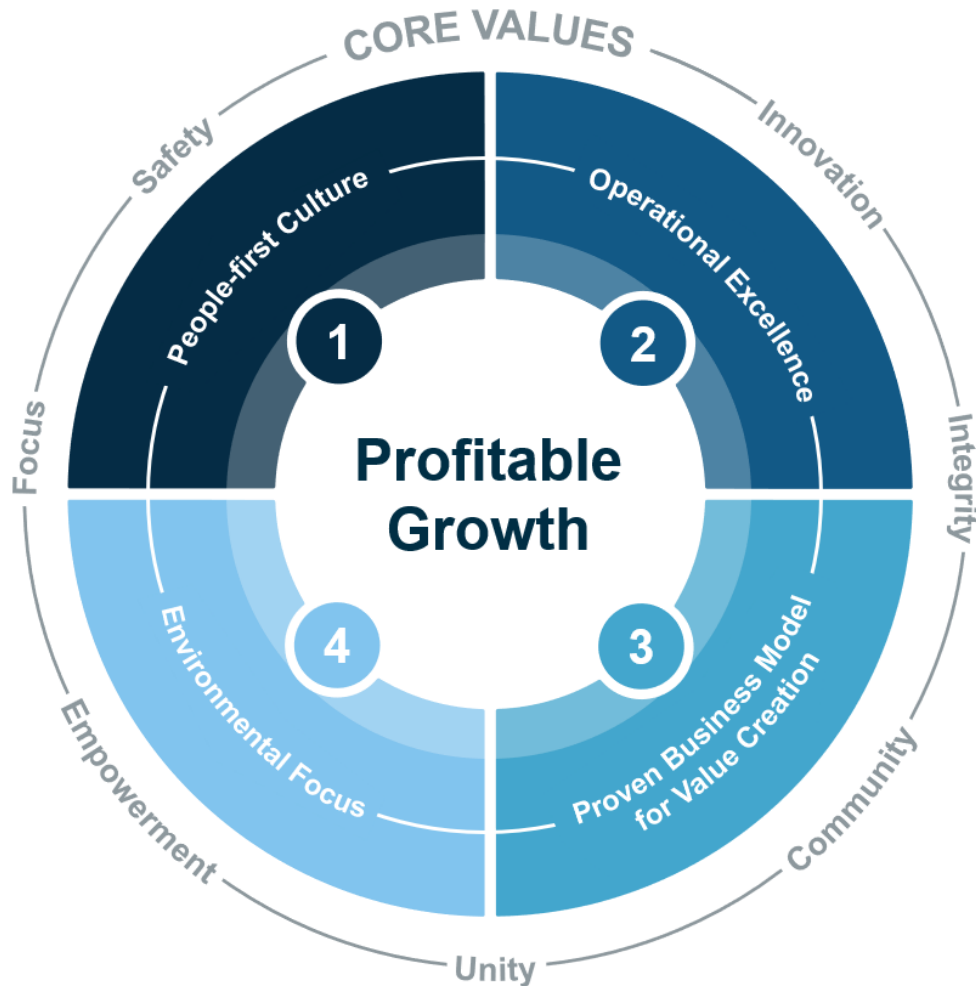 CORE VALUES
Safety
Innovation
People-first Culture
Operational Excellence
1
2
Focus
Integrity
Profitable
Growth
4
3
Environmental Focus
Proven Business Model
for Value Creation
Empowerment
Community
Unity